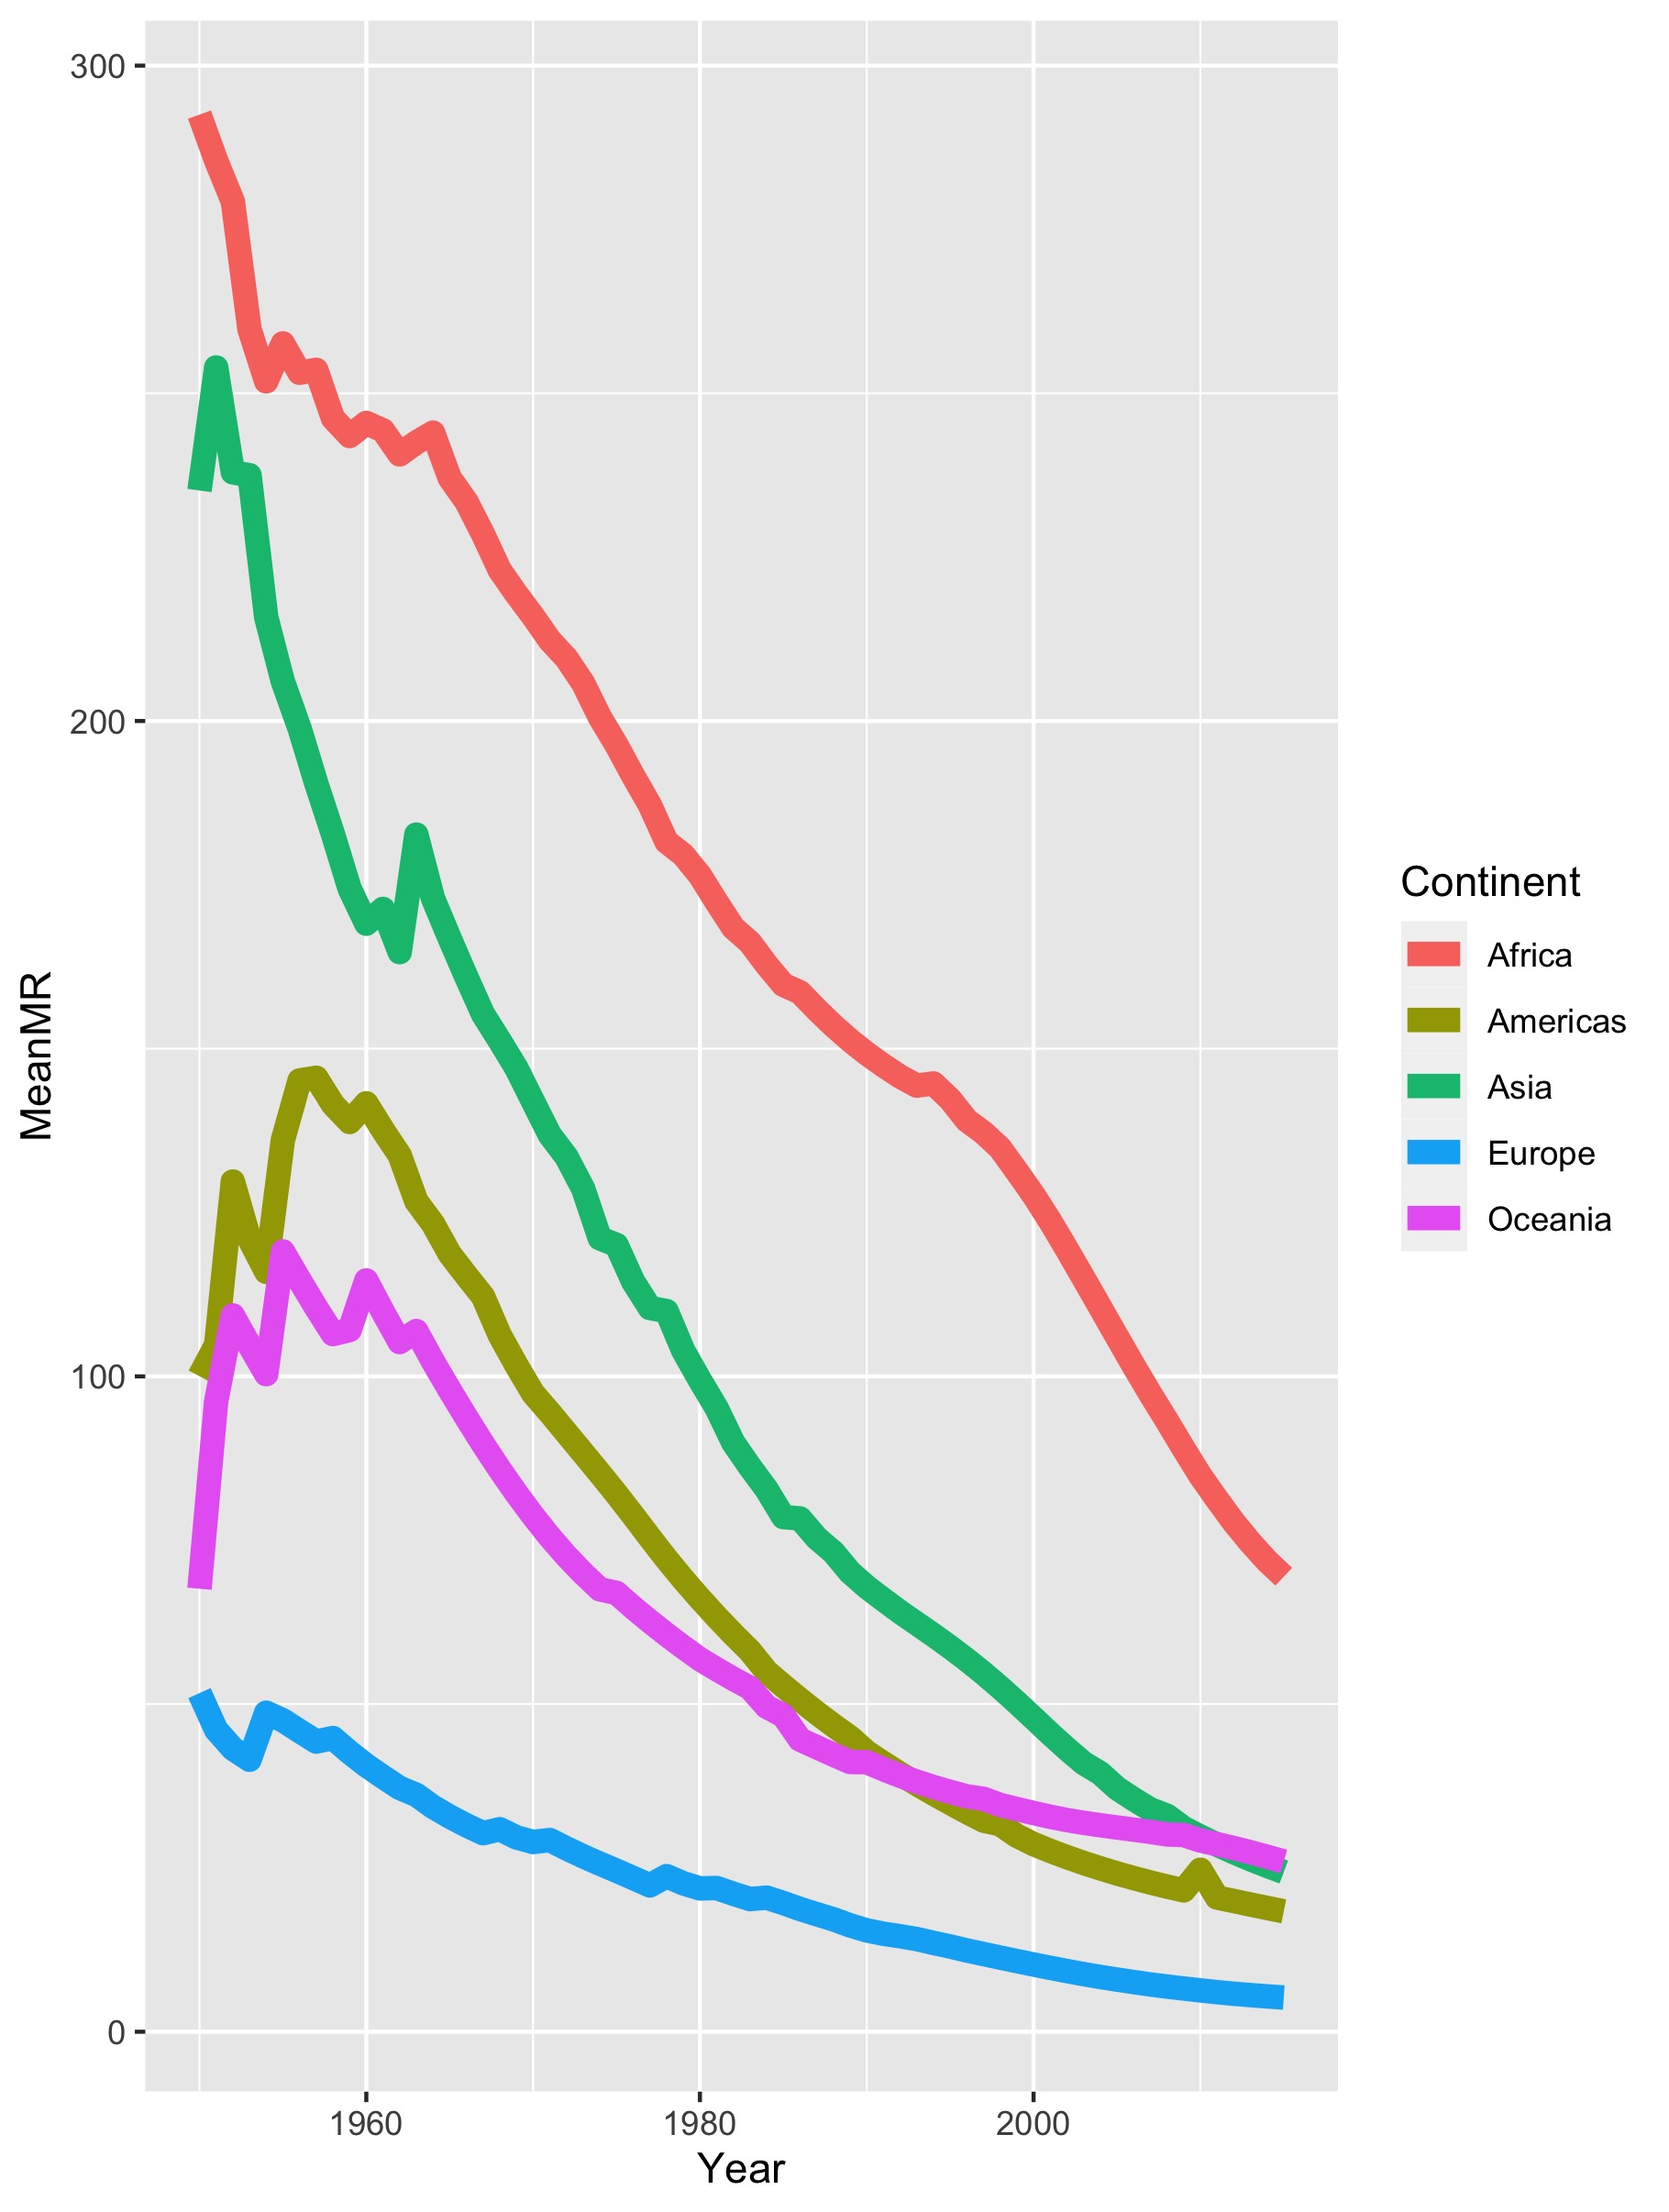 300
200
100
0
MeanMR
1960
1980
2000
Year
Continent
Africa
Americas
Asia
Europe
Oceania